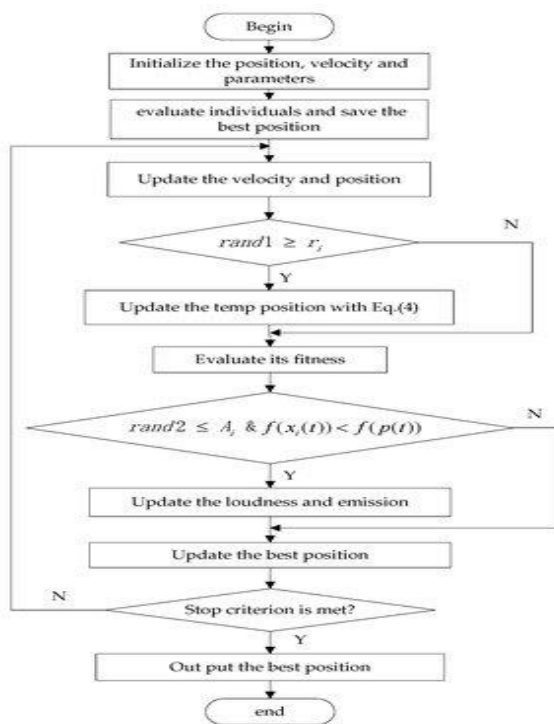 Begin
Initialize the position, velocity and
parameters
evaluate individuals and save the
best position
Update the velocity and position
rand1 ≥ r_i
N
Y
Update the temp position with Eq.(4)
Evaluate its fitness
rand2 ≤ A_i & f(x_i(t)) < f(p(t))
N
Y
Update the loudness and emission
Update the best position
N
Stop criterion is met?
Y
Out put the best position
end